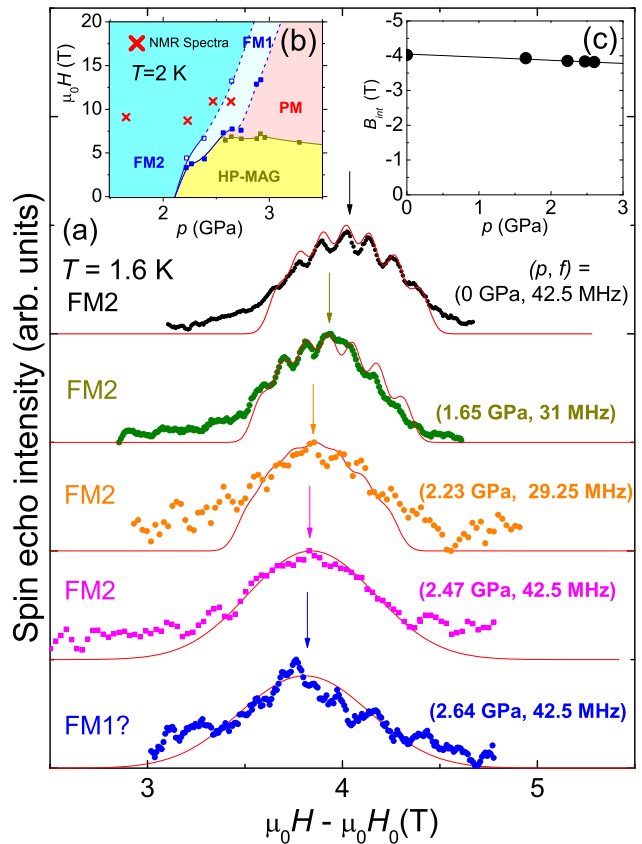 (b)
NMR Spectra
T=2 K
FM1
PM
FM2
HP-MAG
μ₀H (T)
15
10
5
0
2
3
p (GPa)
(c)
-5
-4
-3
-2
-1
0
B_int (T)
0
1
2
3
p (GPa)
(a)
T = 1.6 K
(p, f) =
(0 GPa, 42.5 MHz)
FM2
FM2
(1.65 GPa, 31 MHz)
FM2
(2.23 GPa, 29.25 MHz)
FM2
(2.47 GPa, 42.5 MHz)
FM1?
(2.64 GPa, 42.5 MHz)
Spin echo intensity (arb. units)
3
4
5
μ₀H - μ₀H₀(T)